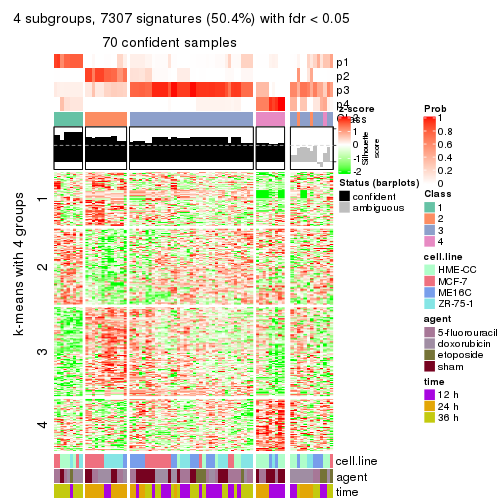 4 subgroups, 7307 signatures (50.4%) with fdr < 0.05
70 confident samples
p1
p2
p3
p4
Class
z-score
2
1
0
-1
-2
Silhouette
score
k-means with 4 groups
1
2
3
4
cell.line
agent
time
Prob
1
0.8
0.6
0.4
0.2
0
Status (barplots)
confident
ambiguous
Class
1
2
3
4
cell.line
HME-CC
MCF-7
ME16C
ZR-75-1
agent
5-fluorouracil
doxorubicin
etoposide
sham
time
12 h
24 h
36 h